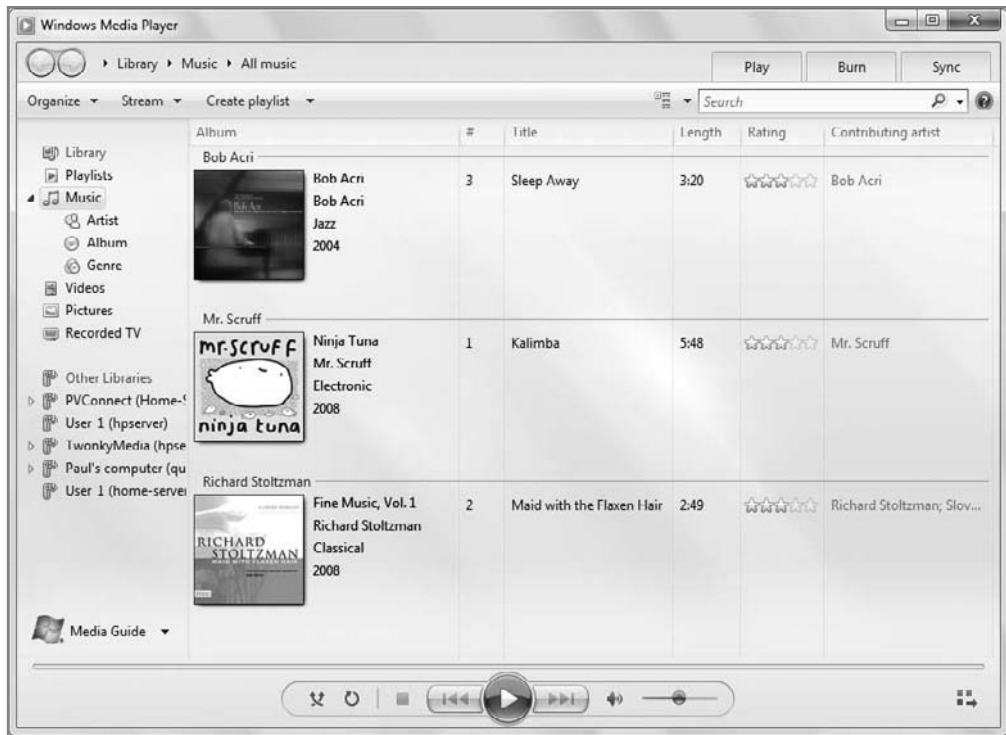 Windows Media Player
Library Music All music
Play Burn Sync
Organize Stream Create playlist Search
Album # Title Length Rating Contributing artist
Library
Playlists
Music
Artist
Album
Genre
Videos
Pictures
Recorded TV
Other Libraries
PVConnect (Home-S
User 1 (hpserver)
TwonkyMedia (hpse
Paul's computer (qu
User 1 (home-server
Media Guide
Bob Acri
Bob Acri 3 Sleep Away 3:20 Bob Acri
Bob Acri
Jazz
2004
Bob Acri
Mr. Scruff
Ninja Tuna 1 Kalimba 5:48 Mr. Scruff
Mr. Scruff
Electronic
2008
mr.scruff
ninja tuna
Richard Stoltzman
Fine Music, Vol. 1 2 Maid with the Flaxen Hair 2:49 Richard Stoltzman; Slov...
Richard Stoltzman
Classical
2008
RICHARD
STOLTZMAN
MAID WITH FLAXEN HAIR